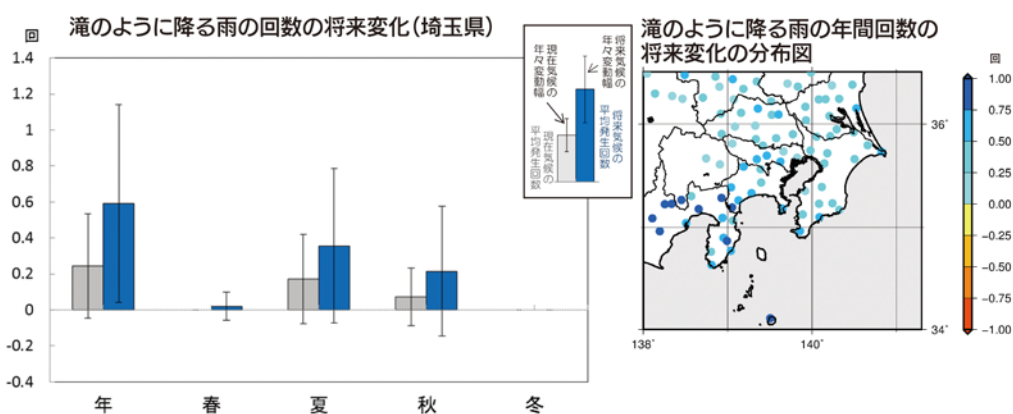 滝のように降る雨の回数の将来変化(埼玉県)
回
1.4
1.2
1
0.8
0.6
0.4
0.2
0
-0.2
-0.4
年
春
夏
秋
冬
現在気候の
年々変動幅
将来気候の
年々変動幅
現在気候の
平均発生回数
将来気候の
平均発生回数
滝のように降る雨の年間回数の
将来変化の分布図
36°
34°
138°
140°
回
1.00
0.75
0.50
0.25
0.00
−0.25
−0.50
−0.75
−1.00